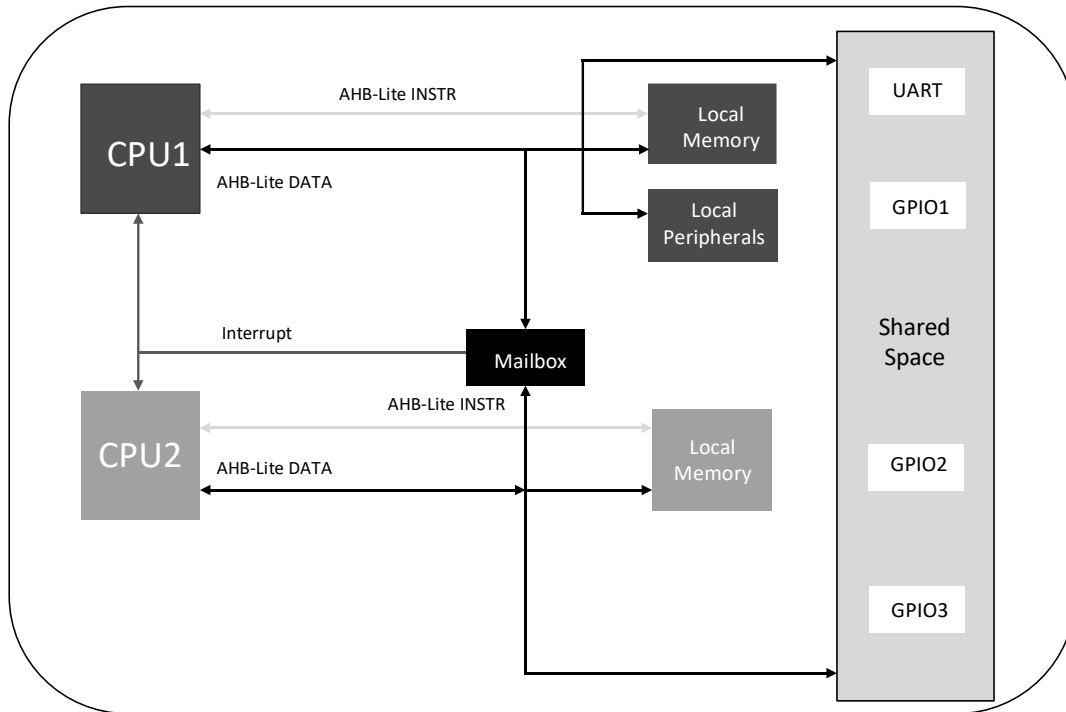 AHB-Lite INSTR
CPU1
AHB-Lite DATA
Local
Memory
Local
Peripherals
UART
GPIO1
Interrupt
Mailbox
Shared
Space
AHB-Lite INSTR
CPU2
AHB-Lite DATA
Local
Memory
GPIO2
GPIO3